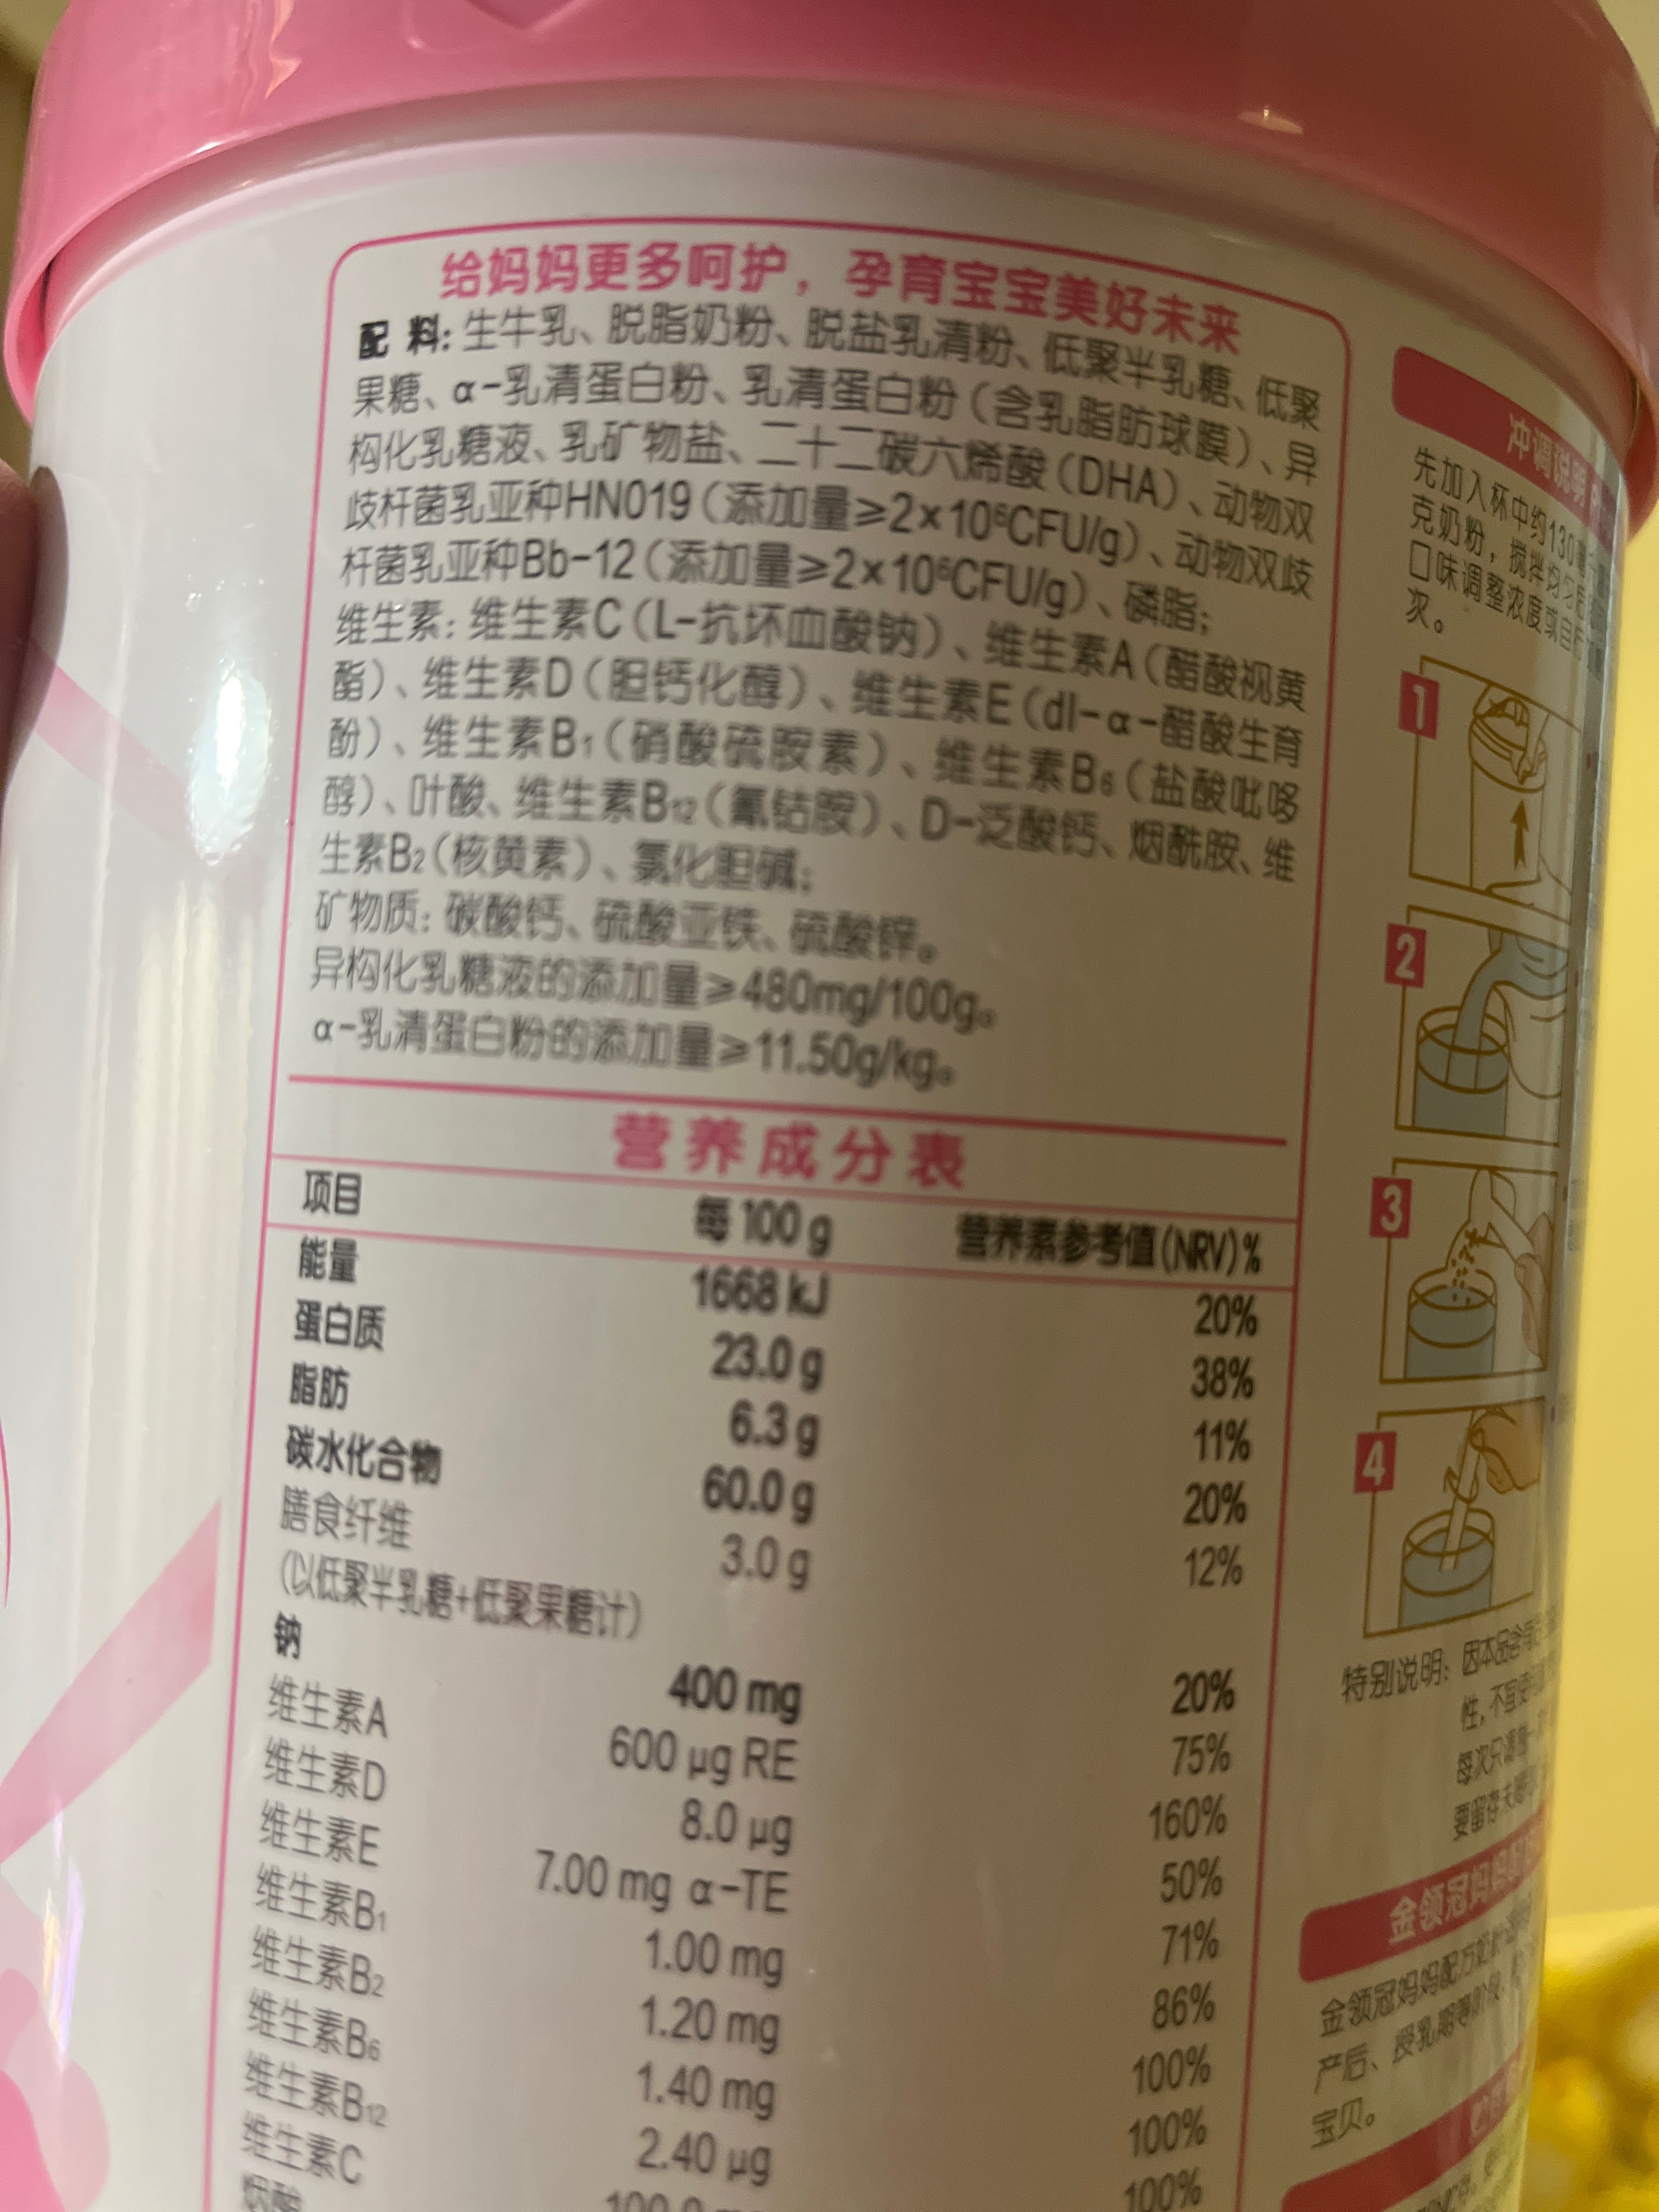 给妈妈更多呵护，孕育宝宝美好未来
配 料: 生牛乳、脱脂奶粉、脱盐乳清粉、低聚半乳糖、低聚
果糖、α-乳清蛋白粉、乳清蛋白粉（含乳脂肪球膜）、异
构化乳糖液、乳矿物盐、二十二碳六烯酸（DHA）、动物双
歧杆菌乳亚种HN019（添加量≥2×10⁶CFU/g）、动物双歧
杆菌乳亚种Bb-12（添加量≥2×10⁶CFU/g）、磷脂;
维生素: 维生素C（L-抗坏血酸钠）、维生素A（醋酸视黄
酯）、维生素D（胆钙化醇）、维生素E（dl-α-醋酸生育
酚）、维生素B₁（硝酸硫胺素）、维生素B₆（盐酸吡哆
醇）、叶酸、维生素B₁₂（氰钴胺）、D-泛酸钙、烟酰胺、维
生素B₂（核黄素）、氯化胆碱;
矿物质: 碳酸钙、硫酸亚铁、硫酸锌。
异构化乳糖液的添加量≥480mg/100g。
α-乳清蛋白粉的添加量≥11.50g/kg。
营养成分表
项目 每100g 营养素参考值(NRV)%
能量 1668 kJ 20%
蛋白质 23.0 g 38%
脂肪 6.3 g 11%
碳水化合物 60.0 g 20%
膳食纤维 3.0 g 12%
(以低聚半乳糖+低聚果糖计)
钠 400 mg 20%
维生素A 600 μg RE 75%
维生素D 8.0 μg 160%
维生素E 7.00 mg α-TE 50%
维生素B₁ 1.00 mg 71%
维生素B₂ 1.20 mg 86%
维生素B₆ 1.40 mg 100%
维生素B₁₂ 2.40 μg 100%
维生素C 100%
冲调说明
先加入杯中约130
克奶粉，搅拌均匀
口味调整浓度或
次。
1
2
3
4
特别说明: 因本品含
性，不宜
每次只
要留存未
金领冠妈妈
金领冠妈妈配方奶粉
产后、授乳期等阶段
宝贝。